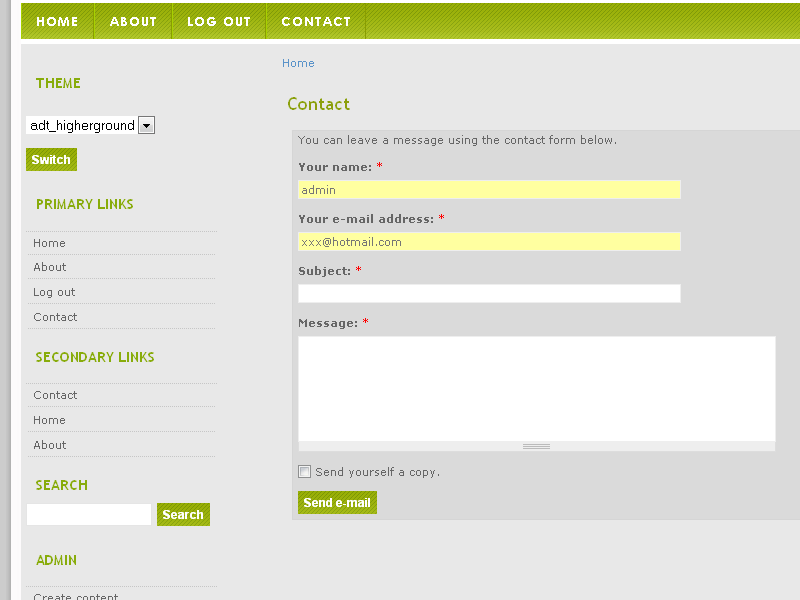 HOME ABOUT LOG OUT CONTACT
THEME
adt_higherground
Switch
PRIMARY LINKS
Home
About
Log out
Contact
SECONDARY LINKS
Contact
Home
About
SEARCH
Search
ADMIN
Create content
Home
Contact
You can leave a message using the contact form below.
Your name: *
admin
Your e-mail address: *
xxx@hotmail.com
Subject: *
Message: *
Send yourself a copy.
Send e-mail